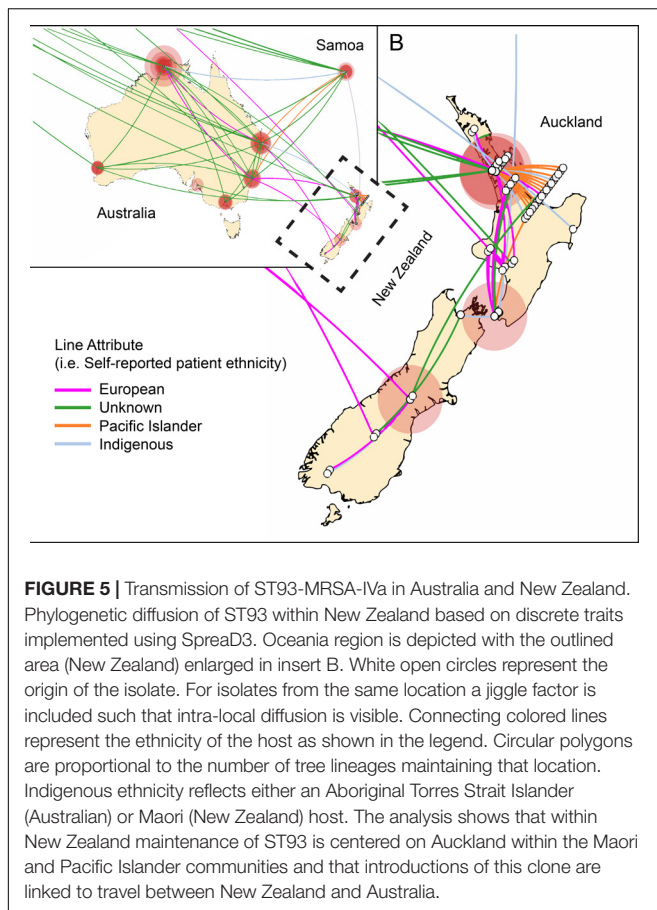 Samoa
B
Auckland
Australia
New Zealand
Line Attribute
(i.e. Self-reported patient ethnicity)
European
Unknown
Pacific Islander
Indigenous
FIGURE 5 | Transmission of ST93-MRSA-IVa in Australia and New Zealand.
Phylogenetic diffusion of ST93 within New Zealand based on discrete traits
implemented using SpreaD3. Oceania region is depicted with the outlined
area (New Zealand) enlarged in insert B. White open circles represent the
origin of the isolate. For isolates from the same location a jiggle factor is
included such that intra-local diffusion is visible. Connecting colored lines
represent the ethnicity of the host as shown in the legend. Circular polygons
are proportional to the number of tree lineages maintaining that location.
Indigenous ethnicity reflects either an Aboriginal Torres Strait Islander
(Australian) or Maori (New Zealand) host. The analysis shows that within
New Zealand maintenance of ST93 is centered on Auckland within the Maori
and Pacific Islander communities and that introductions of this clone are
linked to travel between New Zealand and Australia.